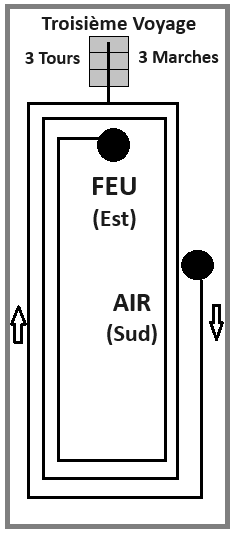 Troisième Voyage
3 Tours
3 Marches
FEU
(Est)
AIR
(Sud)